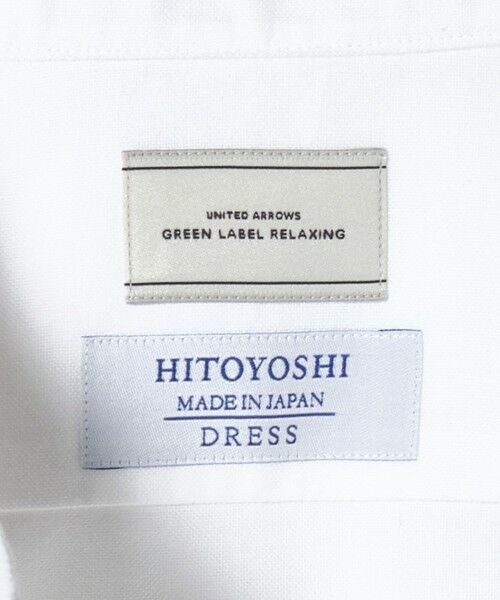 UNITED ARROWS
GREEN LABEL RELAXING
HITOYOSHI
MADE IN JAPAN
DRESS